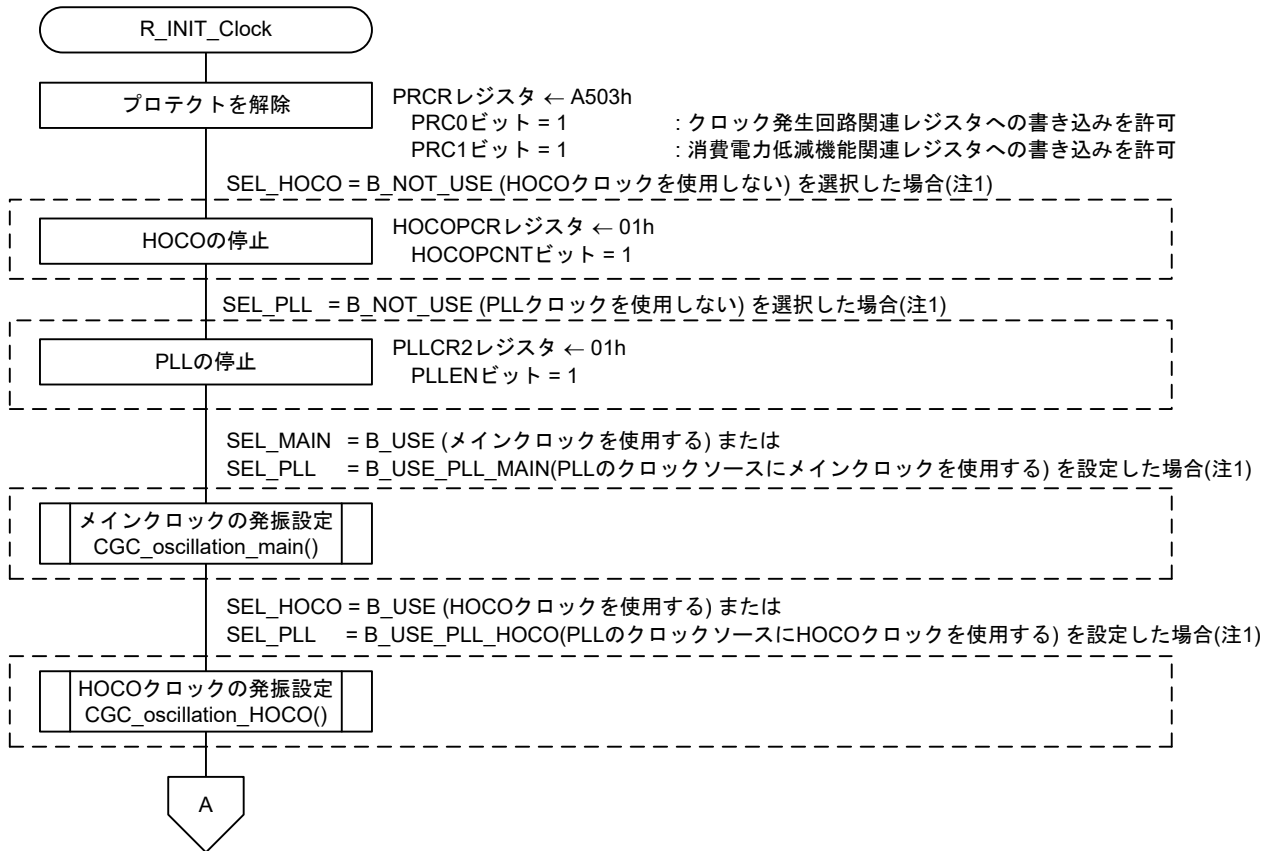 R_INIT_Clock
プロテクトを解除
PRCRレジスタ ← A503h
PRC0ビット = 1 : クロック発生回路関連レジスタへの書き込みを許可
PRC1ビット = 1 : 消費電力低減機能関連レジスタへの書き込みを許可
SEL_HOCO = B_NOT_USE (HOCOクロックを使用しない) を選択した場合(注1)
HOCOの停止
HOCOPCRレジスタ ← 01h
HOCOPCNTビット = 1
SEL_PLL = B_NOT_USE (PLLクロックを使用しない) を選択した場合(注1)
PLLの停止
PLLCR2レジスタ ← 01h
PLLENビット = 1
SEL_MAIN = B_USE (メインクロックを使用する) または
SEL_PLL = B_USE_PLL_MAIN(PLLのクロックソースにメインクロックを使用する) を設定した場合(注1)
メインクロックの発振設定
CGC_oscillation_main()
SEL_HOCO = B_USE (HOCOクロックを使用する) または
SEL_PLL = B_USE_PLL_HOCO(PLLのクロックソースにHOCOクロックを使用する) を設定した場合(注1)
HOCOクロックの発振設定
CGC_oscillation_HOCO()
A